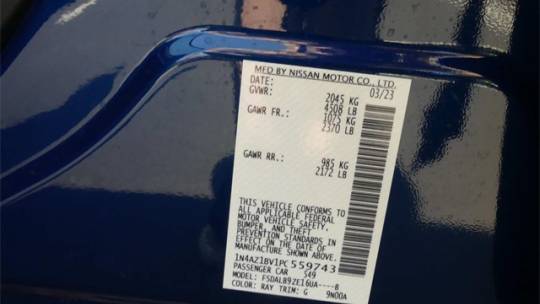 MFD BY NISSAN MOTOR CO., LTD.
DATE: 03/23
GVWR: 2045 KG
4508 LB
GAWR FR.: 1075 KG
2370 LB
GAWR RR.: 985 KG
2172 LB
THIS VEHICLE CONFORMS TO
ALL APPLICABLE FEDERAL
MOTOR VEHICLE SAFETY,
BUMPER, AND THEFT
PREVENTION STANDARDS IN
EFFECT ON THE DATE OF
MANUFACTURE SHOWN ABOVE.
1N4AZ1BV1PC 559743
PASSENGER CAR S49
MODEL: FSDALB9ZE16UA----B
COLOR: RAY TRIM: G 9N00A